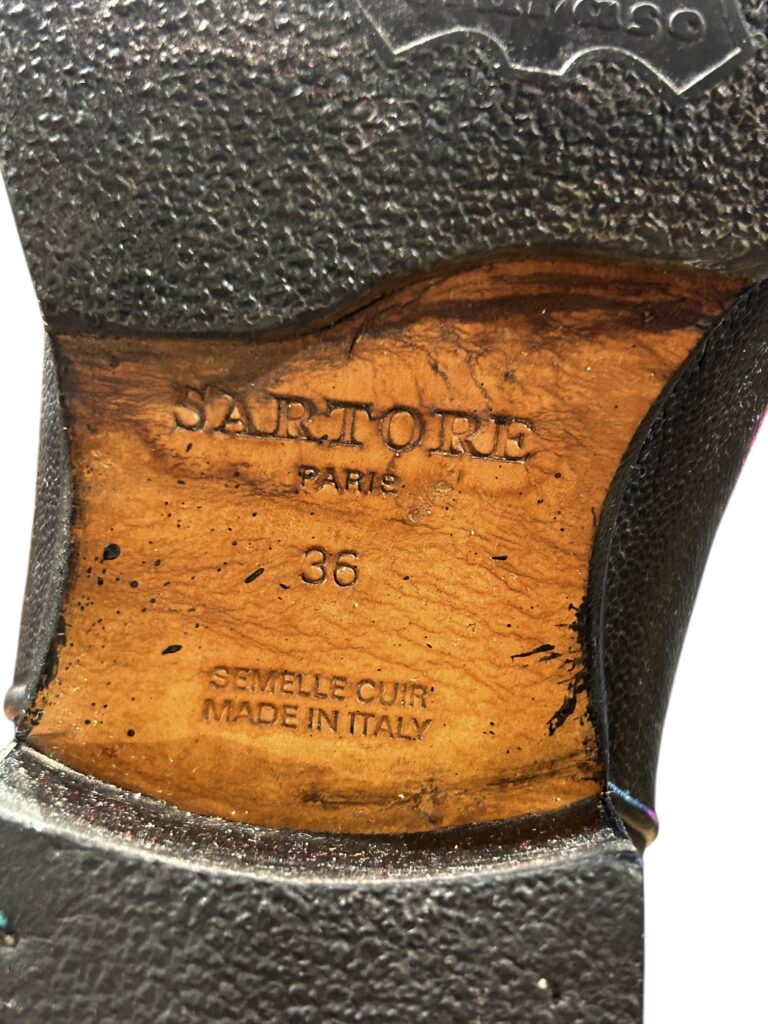 SARTORE
PARIS
36
SEMELLE CUIR
MADE IN ITALY